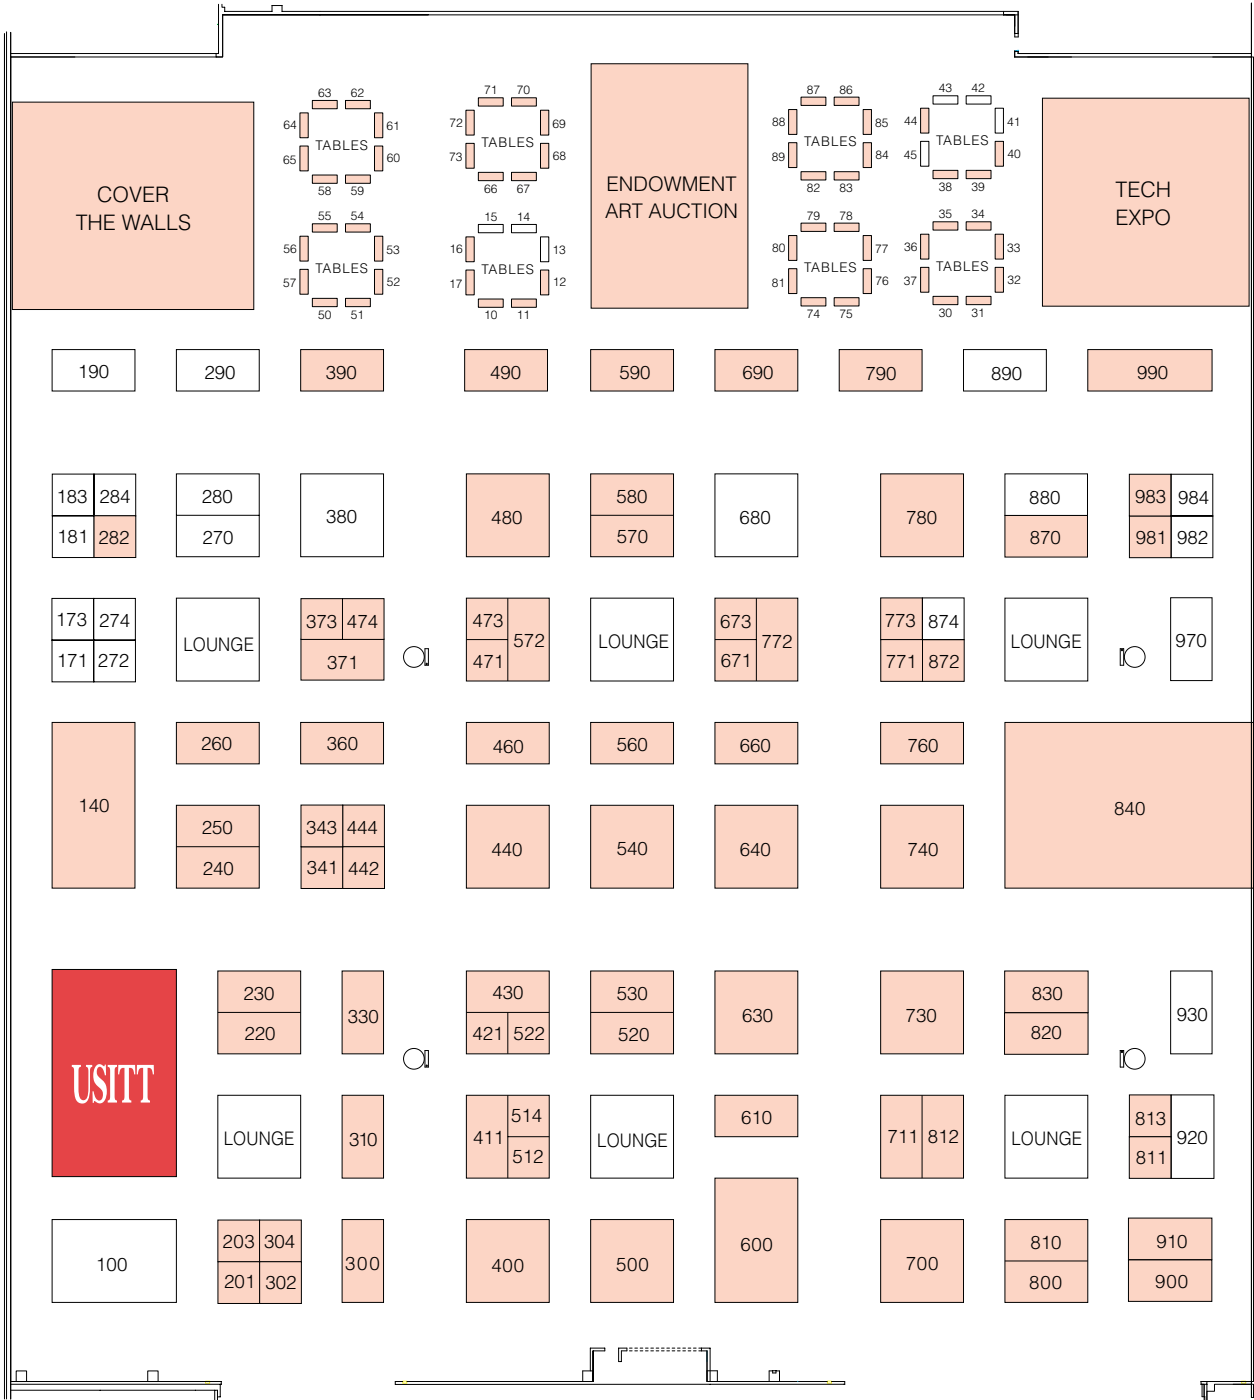 63 62
71 70
87 86
43 42
64 61
72 69
88 85
44 41
TABLES
TABLES
TABLES
TABLES
65 60
73 68
89 84
45 40
58 59
66 67
82 83
38 39
COVER
THE WALLS
ENDOWMENT
ART AUCTION
TECH
EXPO
55 54
15 14
79 78
35 34
56 53
16 13
80 77
36 33
TABLES
TABLES
TABLES
TABLES
57 52
17 12
81 76
37 32
50 51
10 11
74 75
30 31
190 290 390 490 590 690 790 890 990
183 284 280 580 880 983 984
380 480 680 780
181 282 270 570 870 981 982
173 274 373 474 473 673 773 874
LOUNGE 572 LOUNGE 772 LOUNGE 970
171 272 371 471 671 771 872
260 360 460 560 660 760
140 840
250 343 444
440 540 640 740
240 341 442
230 430 530 830
330 630 730 930
220 421 522 520 820
USITT
514 610 813
LOUNGE 310 411 LOUNGE 711 812 LOUNGE 920
512 811
203 304 600 810 910
100 300 400 500 700
201 302 800 900